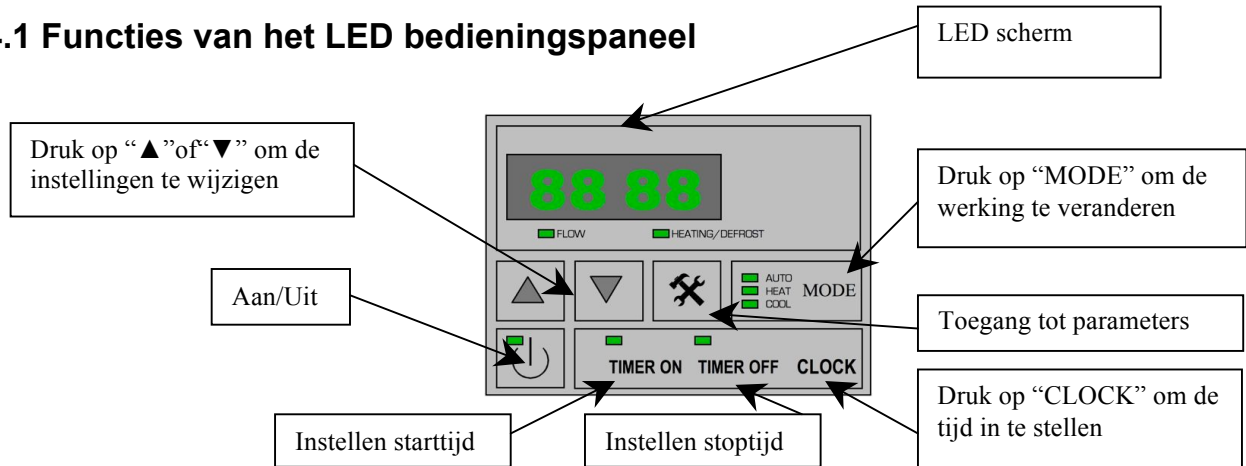 .1 Functies van het LED bedieningspaneel
LED scherm
Druk op “▲”of“▼” om de
instellingen te wijzigen
88 88
FLOW
HEATING/DEFROST
Druk op “MODE” om de
werking te veranderen
Aan/Uit
AUTO
HEAT
COOL
MODE
Toegang tot parameters
TIMER ON
TIMER OFF
CLOCK
Druk op “CLOCK” om de
tijd in te stellen
Instellen starttijd
Instellen stoptijd